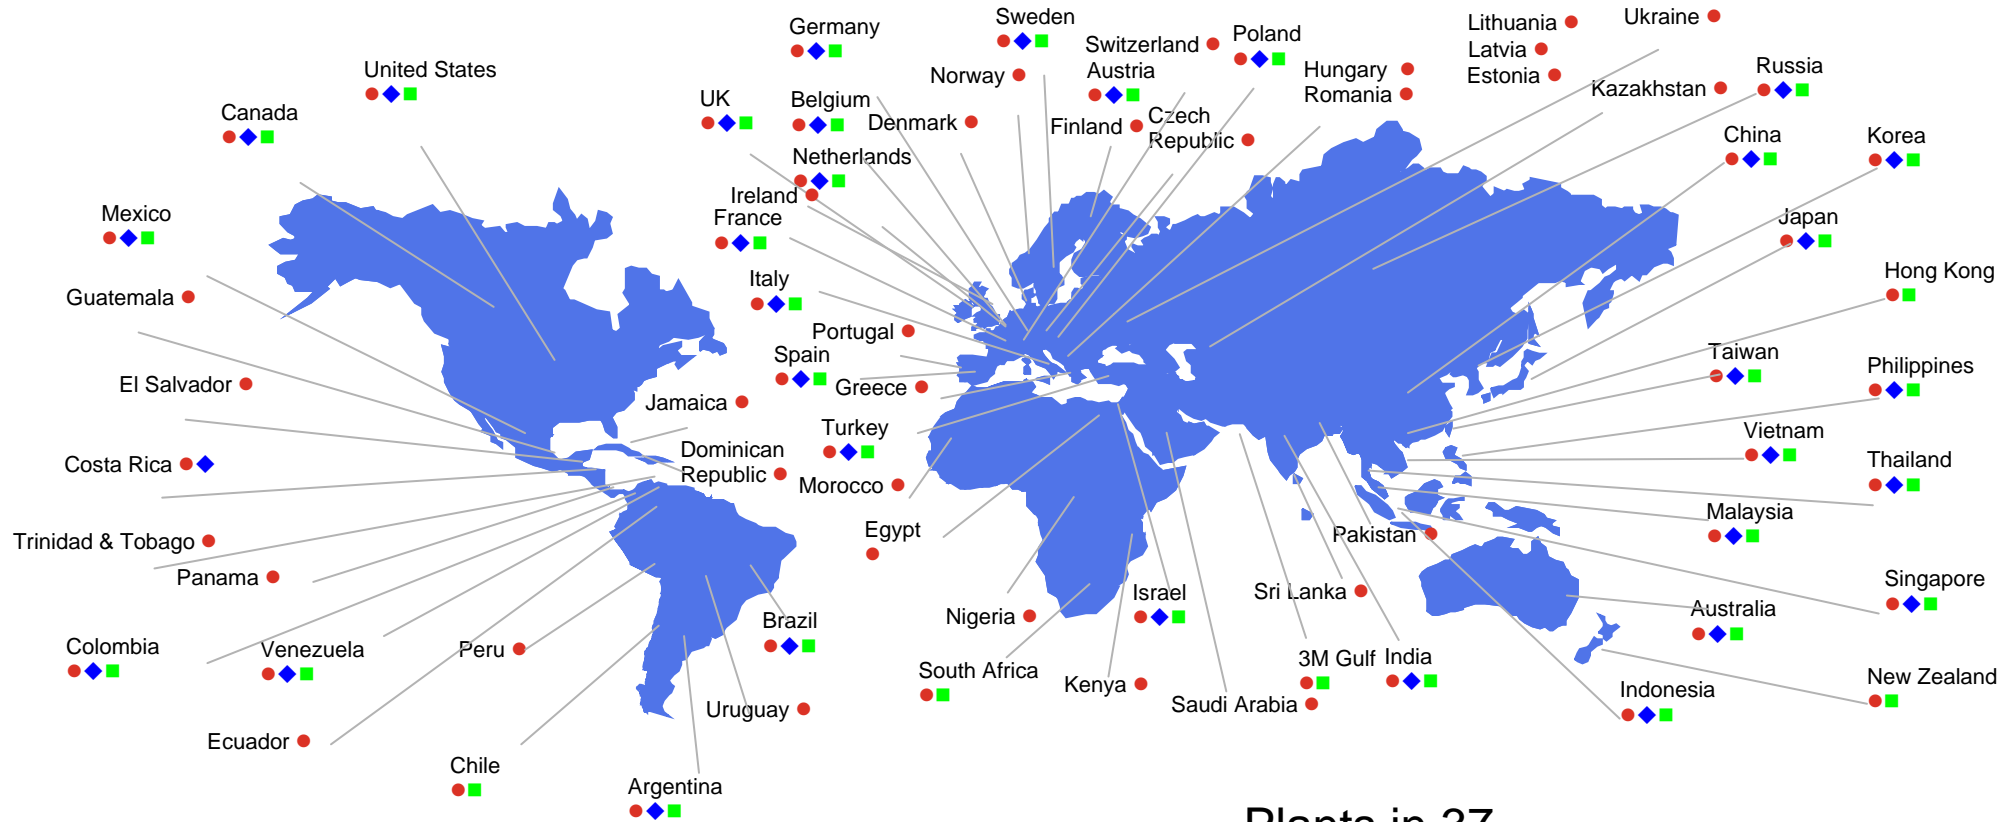 Germany
Sweden
Lithuania
Ukraine
Switzerland
Poland
Latvia
Norway
Austria
Hungary
Estonia
Russia
United States
Romania
Kazakhstan
Canada
UK
Belgium
Denmark
Finland
Czech
Republic
China
Korea
Netherlands
Ireland
Mexico
France
Japan
Guatemala
Italy
Hong Kong
Portugal
El Salvador
Spain
Taiwan
Jamaica
Greece
Philippines
Costa Rica
Dominican
Republic
Turkey
Vietnam
Morocco
Thailand
Trinidad & Tobago
Egypt
Pakistan
Malaysia
Panama
Sri Lanka
Singapore
Colombia
Venezuela
Peru
Brazil
Nigeria
Israel
Australia
South Africa
Kenya
3M Gulf
India
New Zealand
Ecuador
Uruguay
Saudi Arabia
Indonesia
Chile
Argentina
Plants in 37